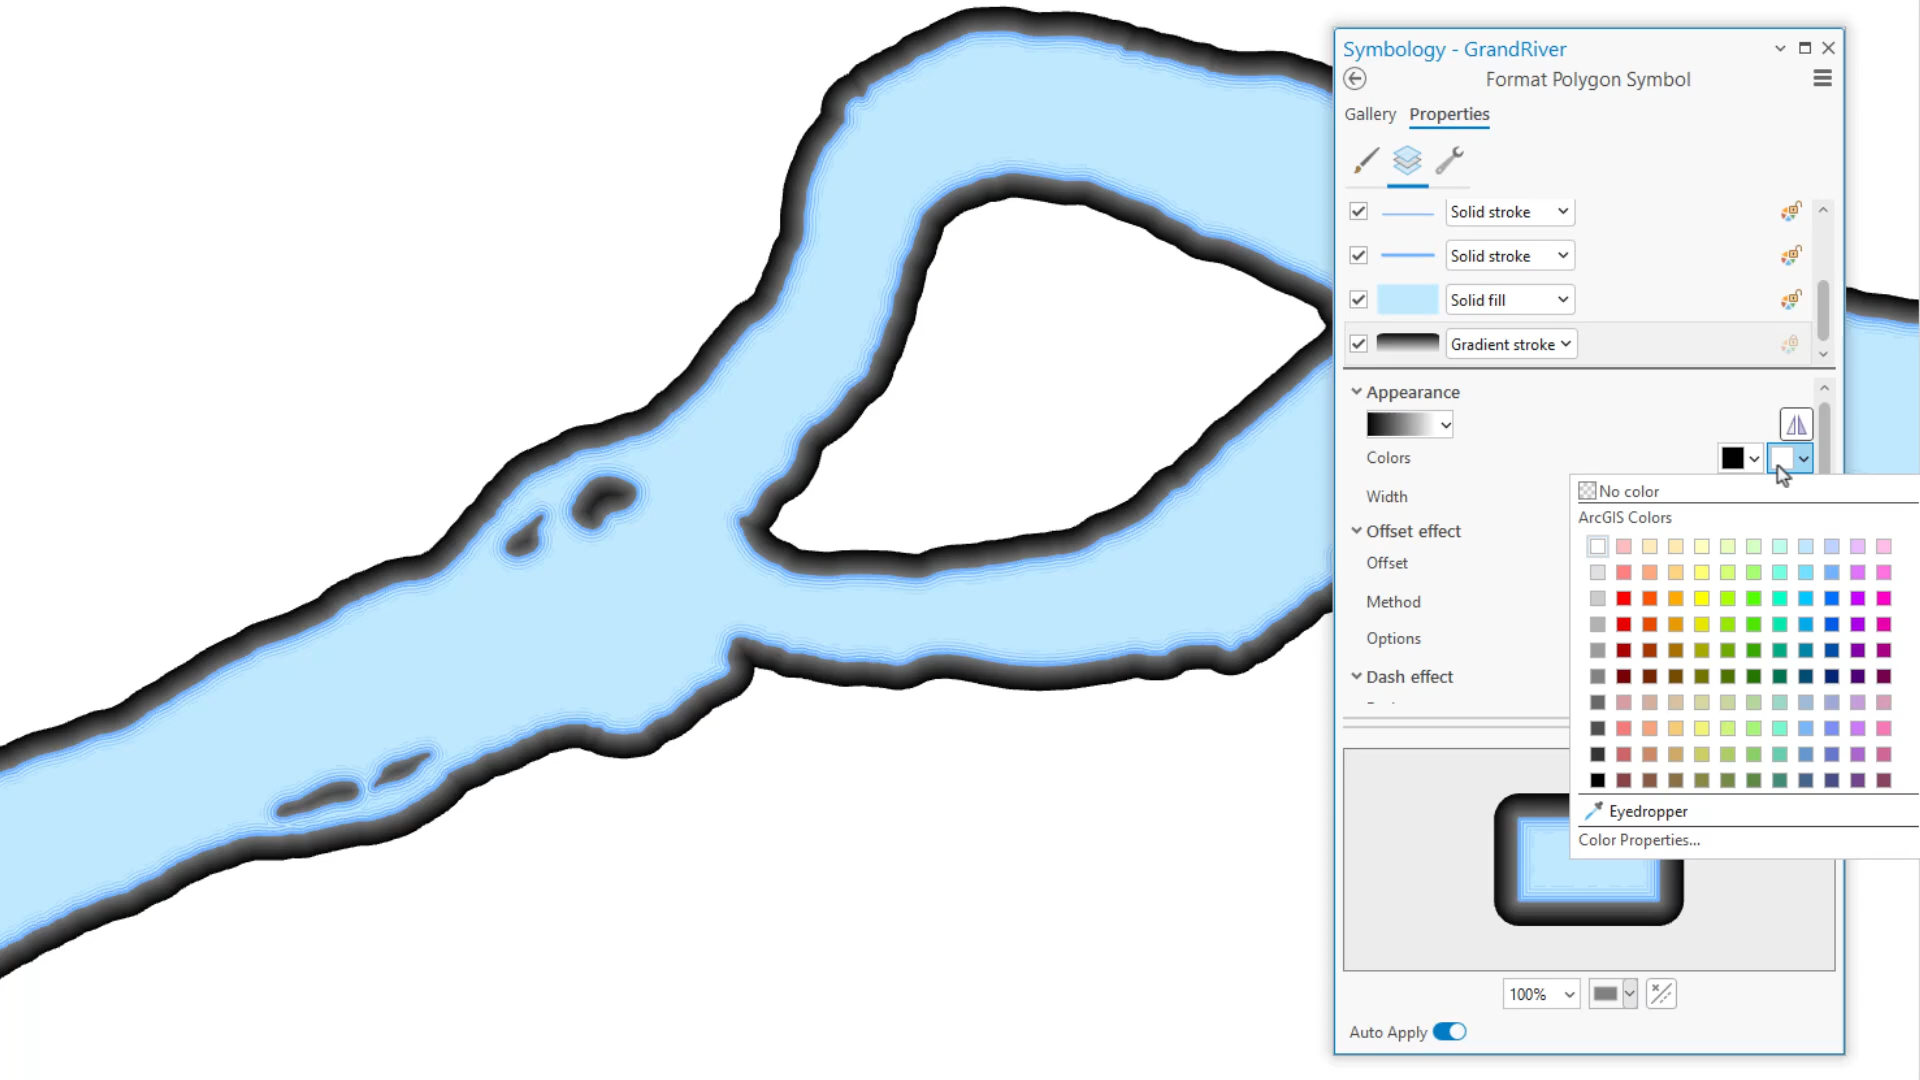 Symbology - GrandRiver
Format Polygon Symbol
Gallery Properties
Solid stroke
Solid stroke
Solid fill
Gradient stroke
Appearance
Colors
Width
No color
ArcGIS Colors
Offset effect
Offset
Method
Options
Dash effect
Eyedropper
Color Properties...
100%
Auto Apply